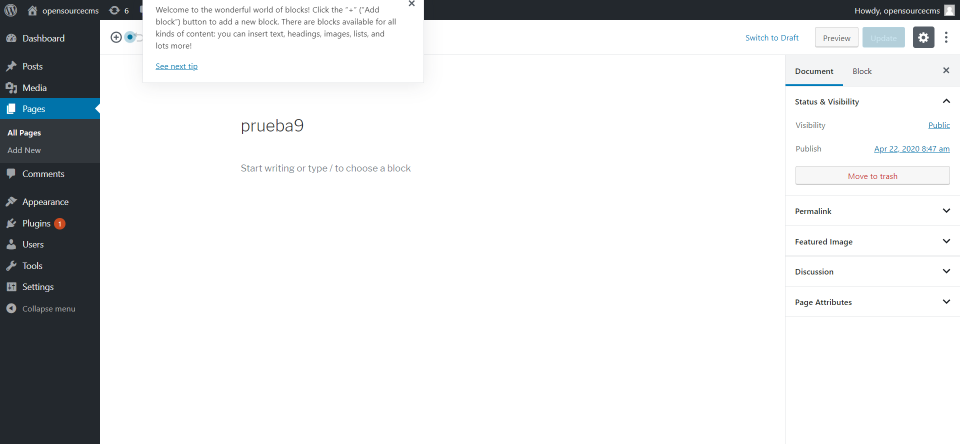 opensourcecms
6
Howdy, opensourcecms
Welcome to the wonderful world of blocks! Click the "+" ("Add
block") button to add a new block. There are blocks available for all
kinds of content: you can insert text, headings, images, lists, and
lots more!
See next tip
Switch to Draft
Preview
Update
Dashboard
Posts
Media
Pages
All Pages
Add New
Comments
Appearance
Plugins 1
Users
Tools
Settings
Collapse menu
prueba9
Start writing or type / to choose a block
Document
Block
Status & Visibility
Visibility
Public
Publish
Apr 22, 2020 8:47 am
Move to trash
Permalink
Featured Image
Discussion
Page Attributes